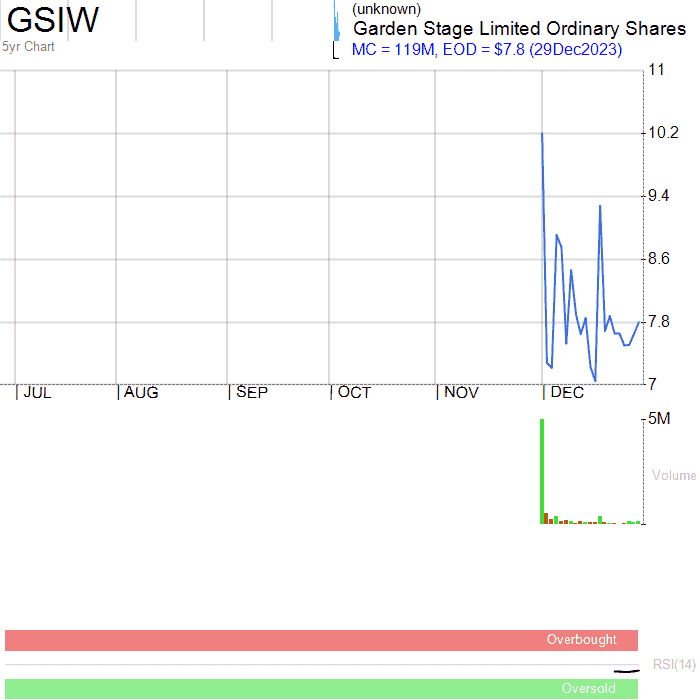 GSIW
5yr Chart
(unknown)
Garden Stage Limited Ordinary Shares
MC = 119M, EOD = $7.8 (29Dec2023)
11
10.2
9.4
8.6
7.8
7
JUL AUG SEP OCT NOV DEC
5M
Volume
Overbought
RSI(14)
Oversold